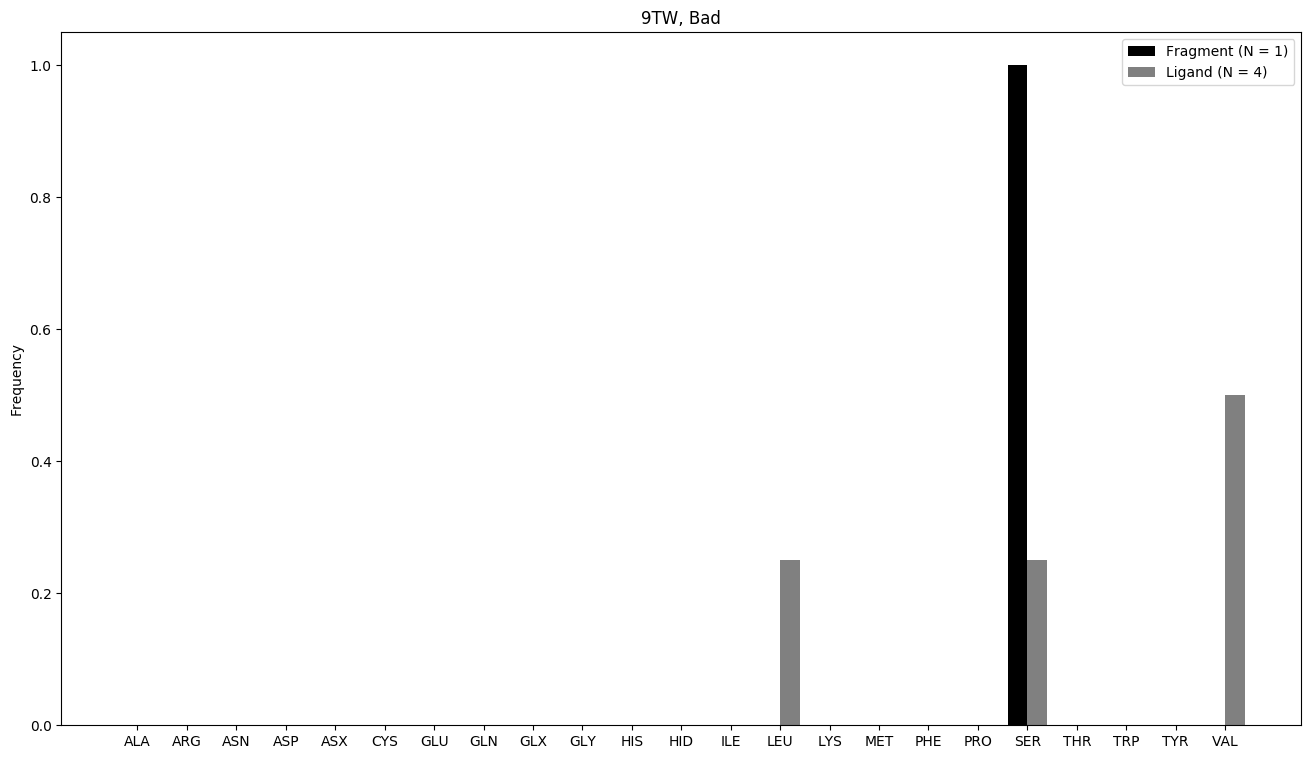 9TW, Bad
Fragment (N = 1)
Ligand (N = 4)
1.0
0.8
0.6
0.4
0.2
0.0
Frequency
ALA ARG ASN ASP ASX CYS GLU GLN GLX GLY HIS HID ILE LEU LYS MET PHE PRO SER THR TRP TYR VAL